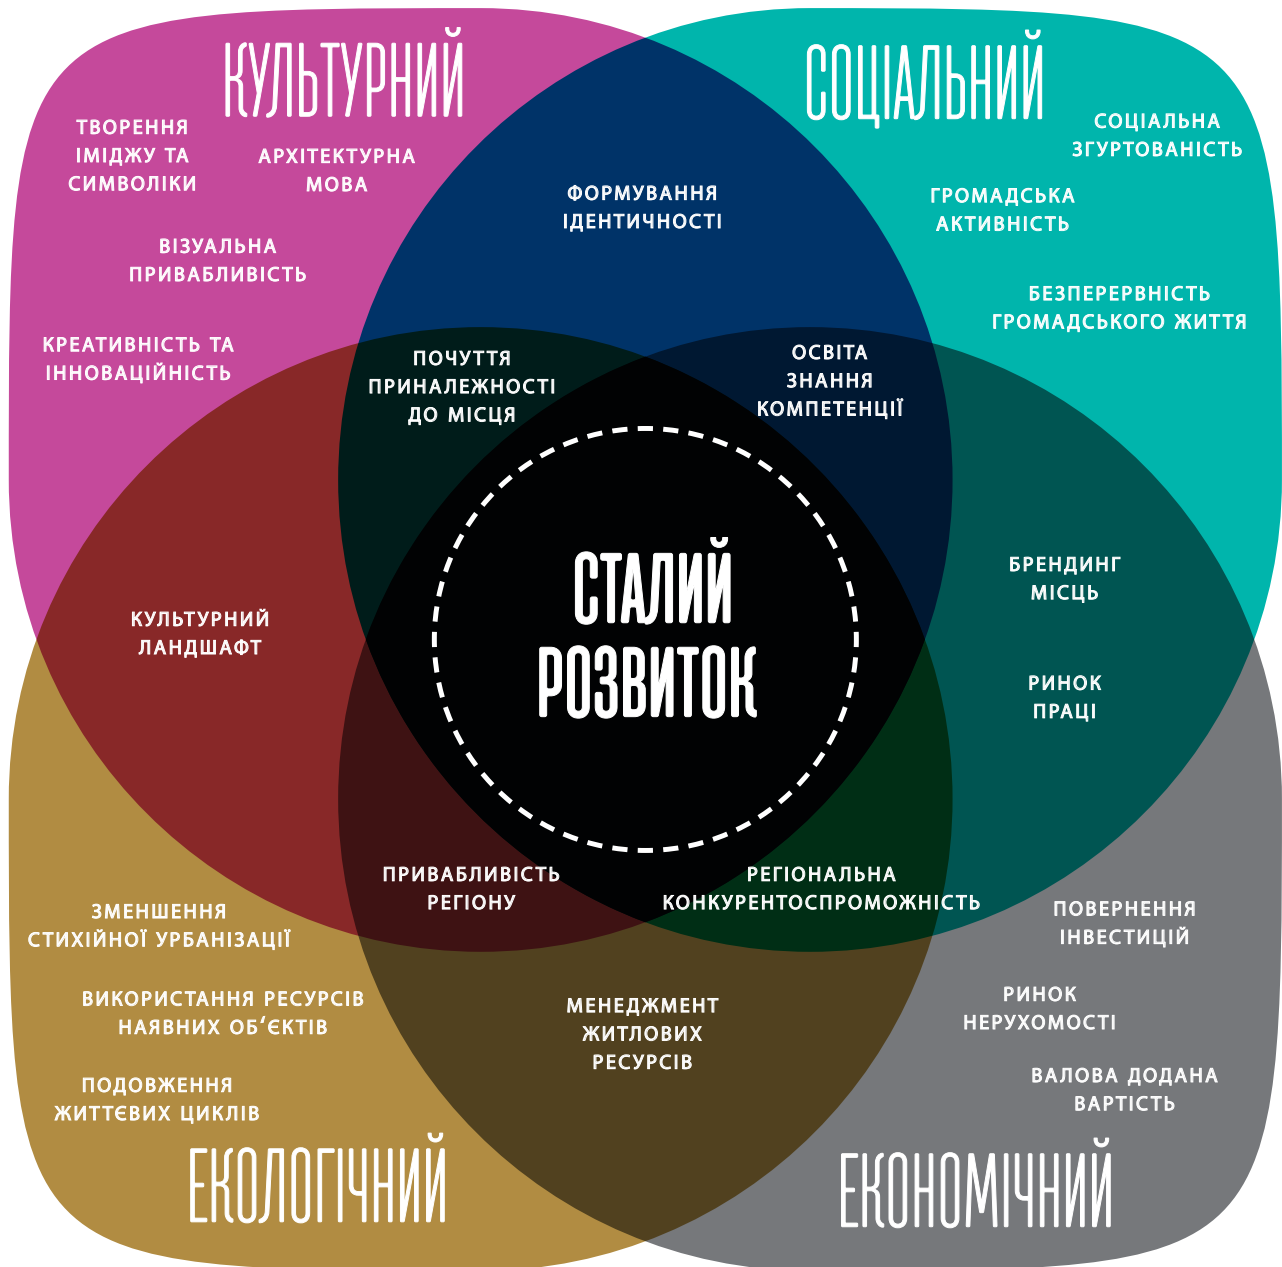 КУЛЬТУРНИЙ
ТВОРЕННЯ
ІМІДЖУ ТА
СИМВОЛІКИ
АРХІТЕКТУРНА
МОВА
ВІЗУАЛЬНА
ПРИВАБЛИВІСТЬ
КРЕАТИВНІСТЬ ТА
ІННОВАЦІЙНІСТЬ
ФОРМУВАННЯ
ІДЕНТИЧНОСТІ
СОЦІАЛЬНИЙ
СОЦІАЛЬНА
ЗГУРТОВАНІСТЬ
ГРОМАДСЬКА
АКТИВНІСТЬ
БЕЗПЕРЕРВНІСТЬ
ГРОМАДСЬКОГО ЖИТТЯ
ПОЧУТТЯ
ПРИНАЛЕЖНОСТІ
ДО МІСЦЯ
ОСВІТА
ЗНАННЯ
КОМПЕТЕНЦІЇ
КУЛЬТУРНИЙ
ЛАНДШАФТ
СТАЛИЙ
РОЗВИТОК
БРЕНДИНГ
МІСЦЬ
РИНОК
ПРАЦІ
ПРИВАБЛИВІСТЬ
РЕГІОНУ
РЕГІОНАЛЬНА
КОНКУРЕНТОСПРОМОЖНІСТЬ
ЗМЕНШЕННЯ
СТИХІЙНОЇ УРБАНІЗАЦІЇ
ВИКОРИСТАННЯ РЕСУРСІВ
НАЯВНИХ ОБ‘ЄКТІВ
ПОДОВЖЕННЯ
ЖИТТЄВИХ ЦИКЛІВ
ЕКОЛОГІЧНИЙ
МЕНЕДЖМЕНТ
ЖИТЛОВИХ
РЕСУРСІВ
ПОВЕРНЕННЯ
ІНВЕСТИЦІЙ
РИНОК
НЕРУХОМОСТІ
ВАЛОВА ДОДАНА
ВАРТІСТЬ
ЕКОНОМІЧНИЙ